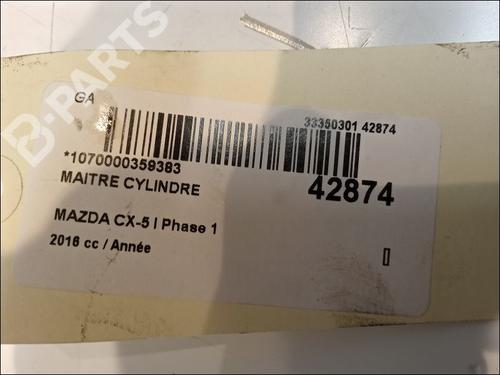 B-PARTS
GA
33350301 42874
*1070000359383
MAITRE CYLINDRE
42874
MAZDA CX-5 I Phase 1
2016 cc / Année